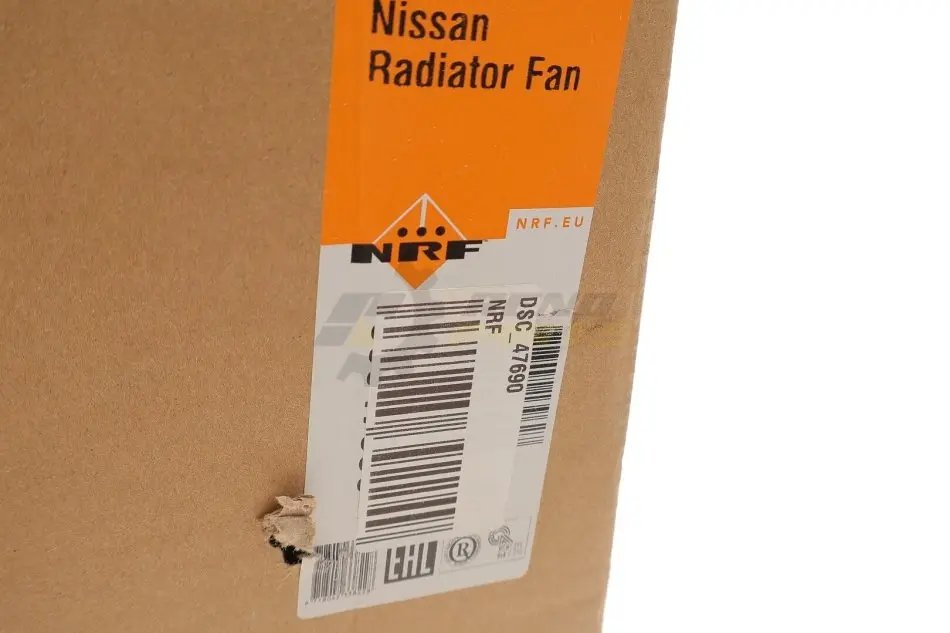 Nissan
Radiator Fan
NRF.EU
NRF
DSC_47690
NRF
EAC
R